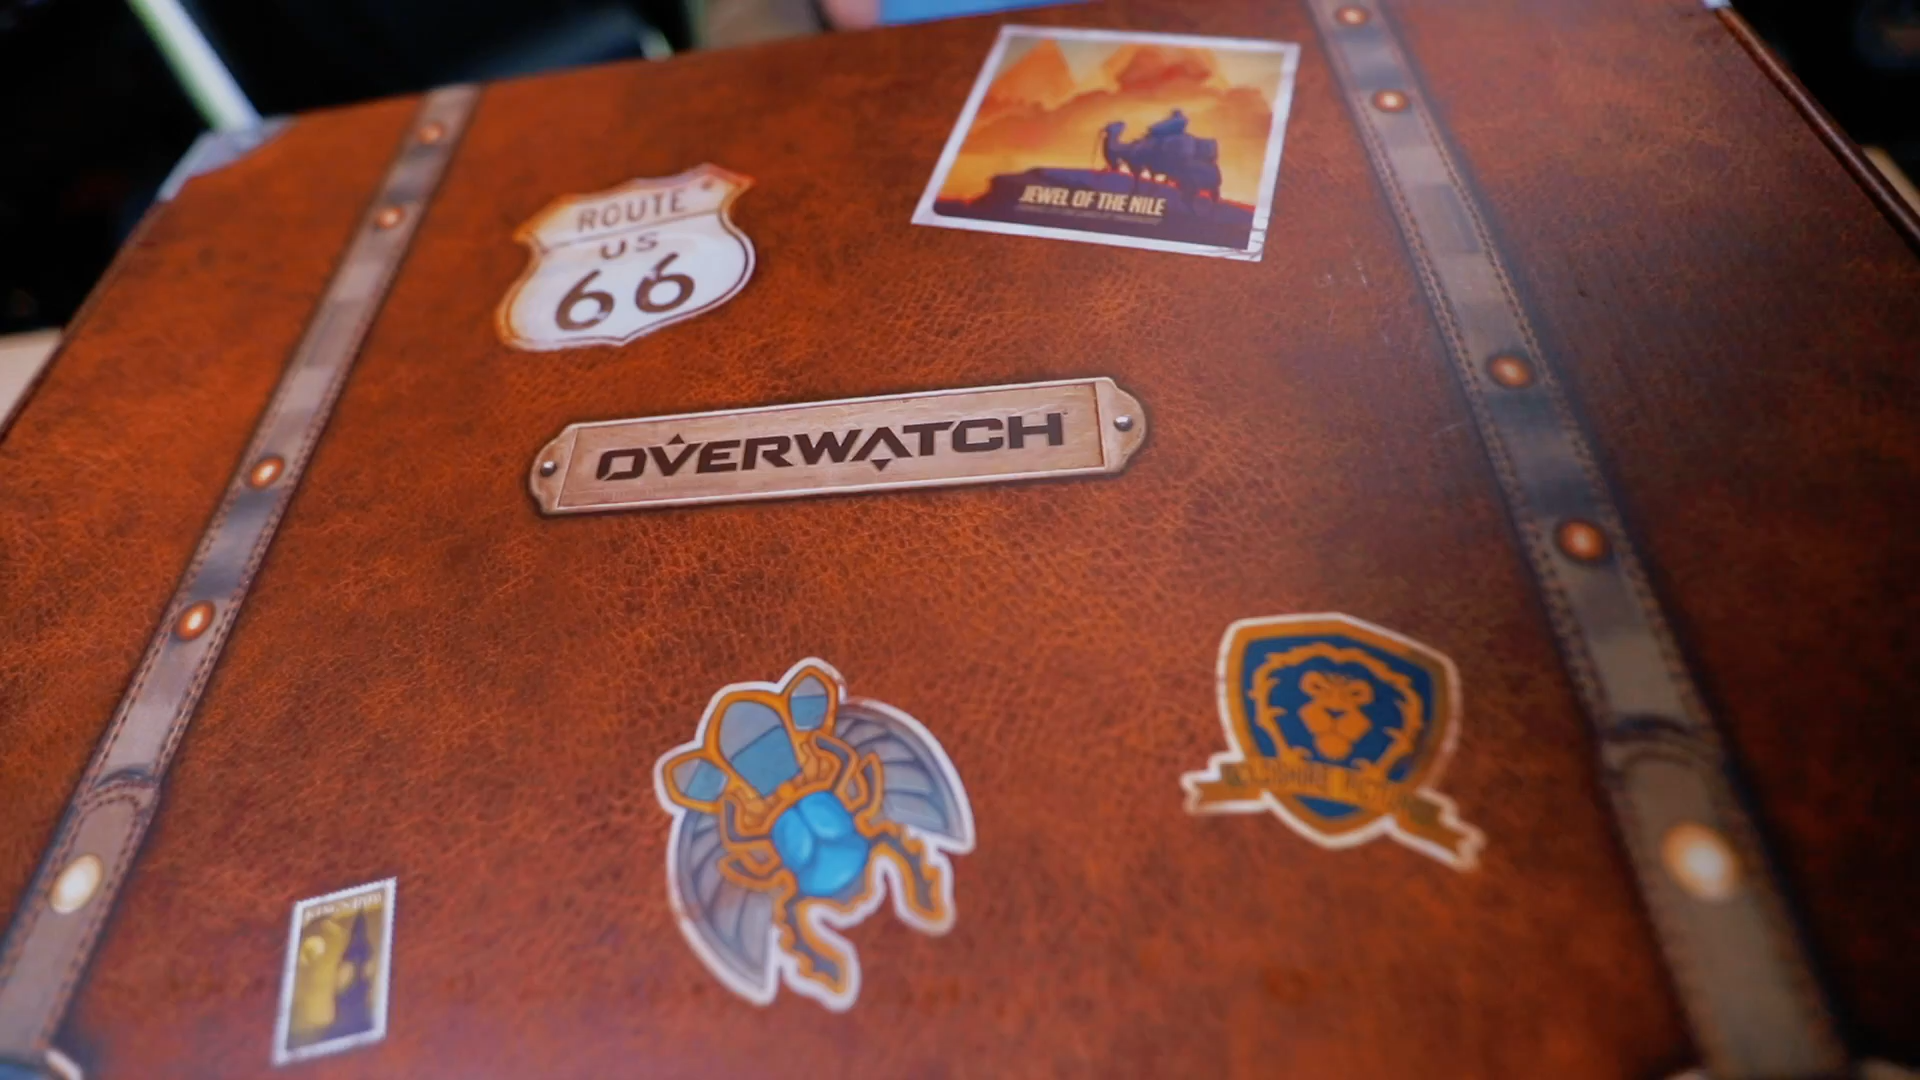 ROUTE
US
66
JEWEL OF THE NILE
OVERWATCH